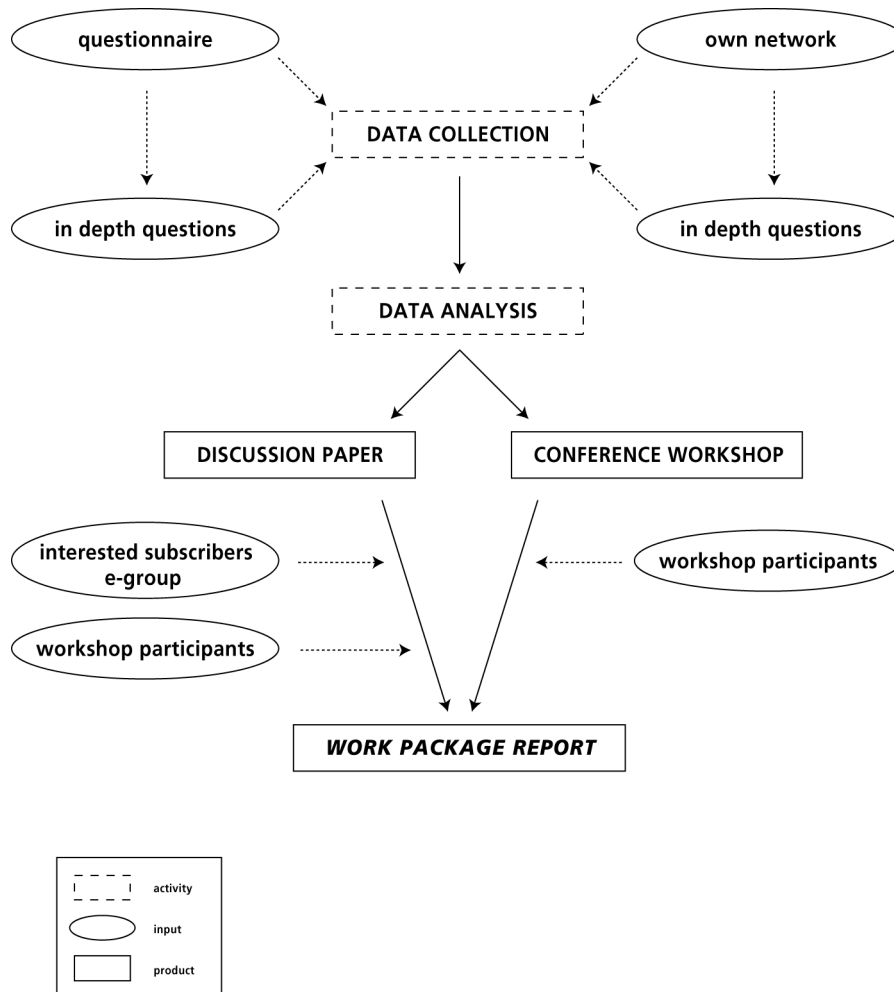 questionnaire
own network
DATA COLLECTION
in depth questions
in depth questions
DATA ANALYSIS
DISCUSSION PAPER
CONFERENCE WORKSHOP
interested subscribers
e-group
workshop participants
workshop participants
WORK PACKAGE REPORT
activity
input
product